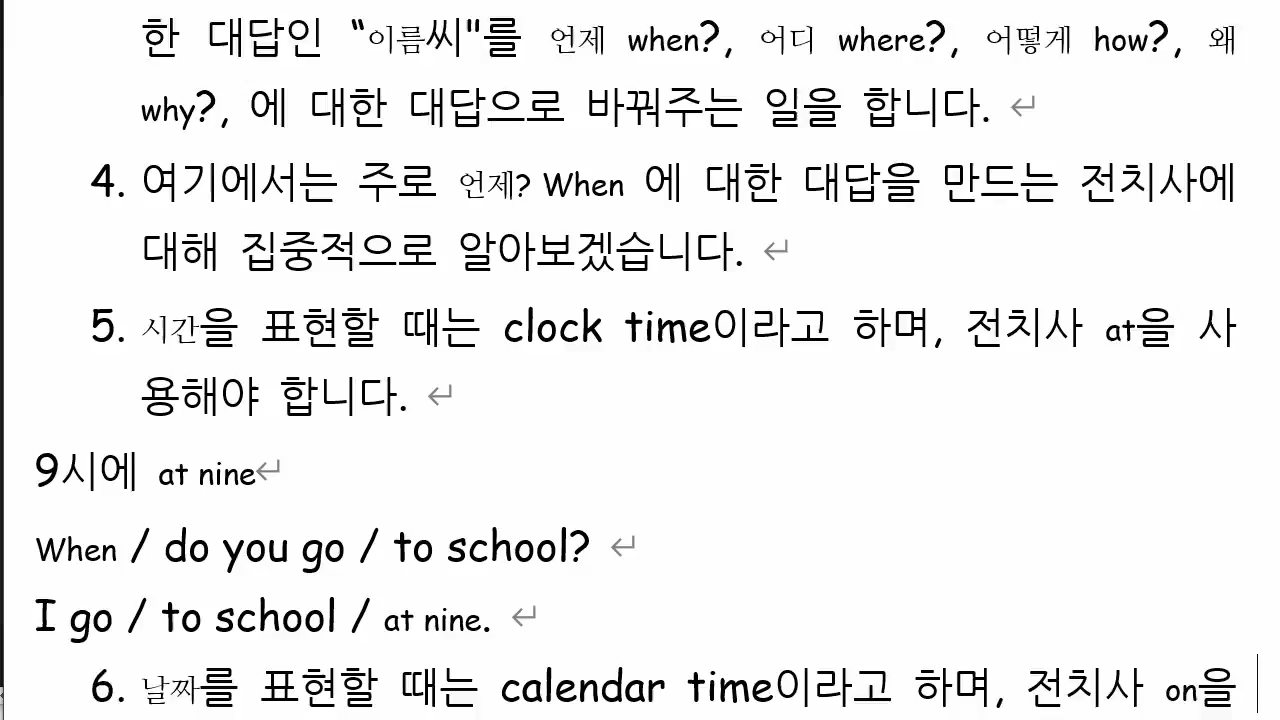 한 대답인 “이름씨"를 언제 when?, 어디 where?, 어떻게 how?, 왜
why?, 에 대한 대답으로 바꿔주는 일을 합니다. ↵
4. 여기에서는 주로 언제? When 에 대한 대답을 만드는 전치사에
대해 집중적으로 알아보겠습니다. ↵
5. 시간을 표현할 때는 clock time이라고 하며, 전치사 at을 사
용해야 합니다. ↵
9시에 at nine↵
When / do you go / to school? ↵
I go / to school / at nine. ↵
6. 날짜를 표현할 때는 calendar time이라고 하며, 전치사 on을